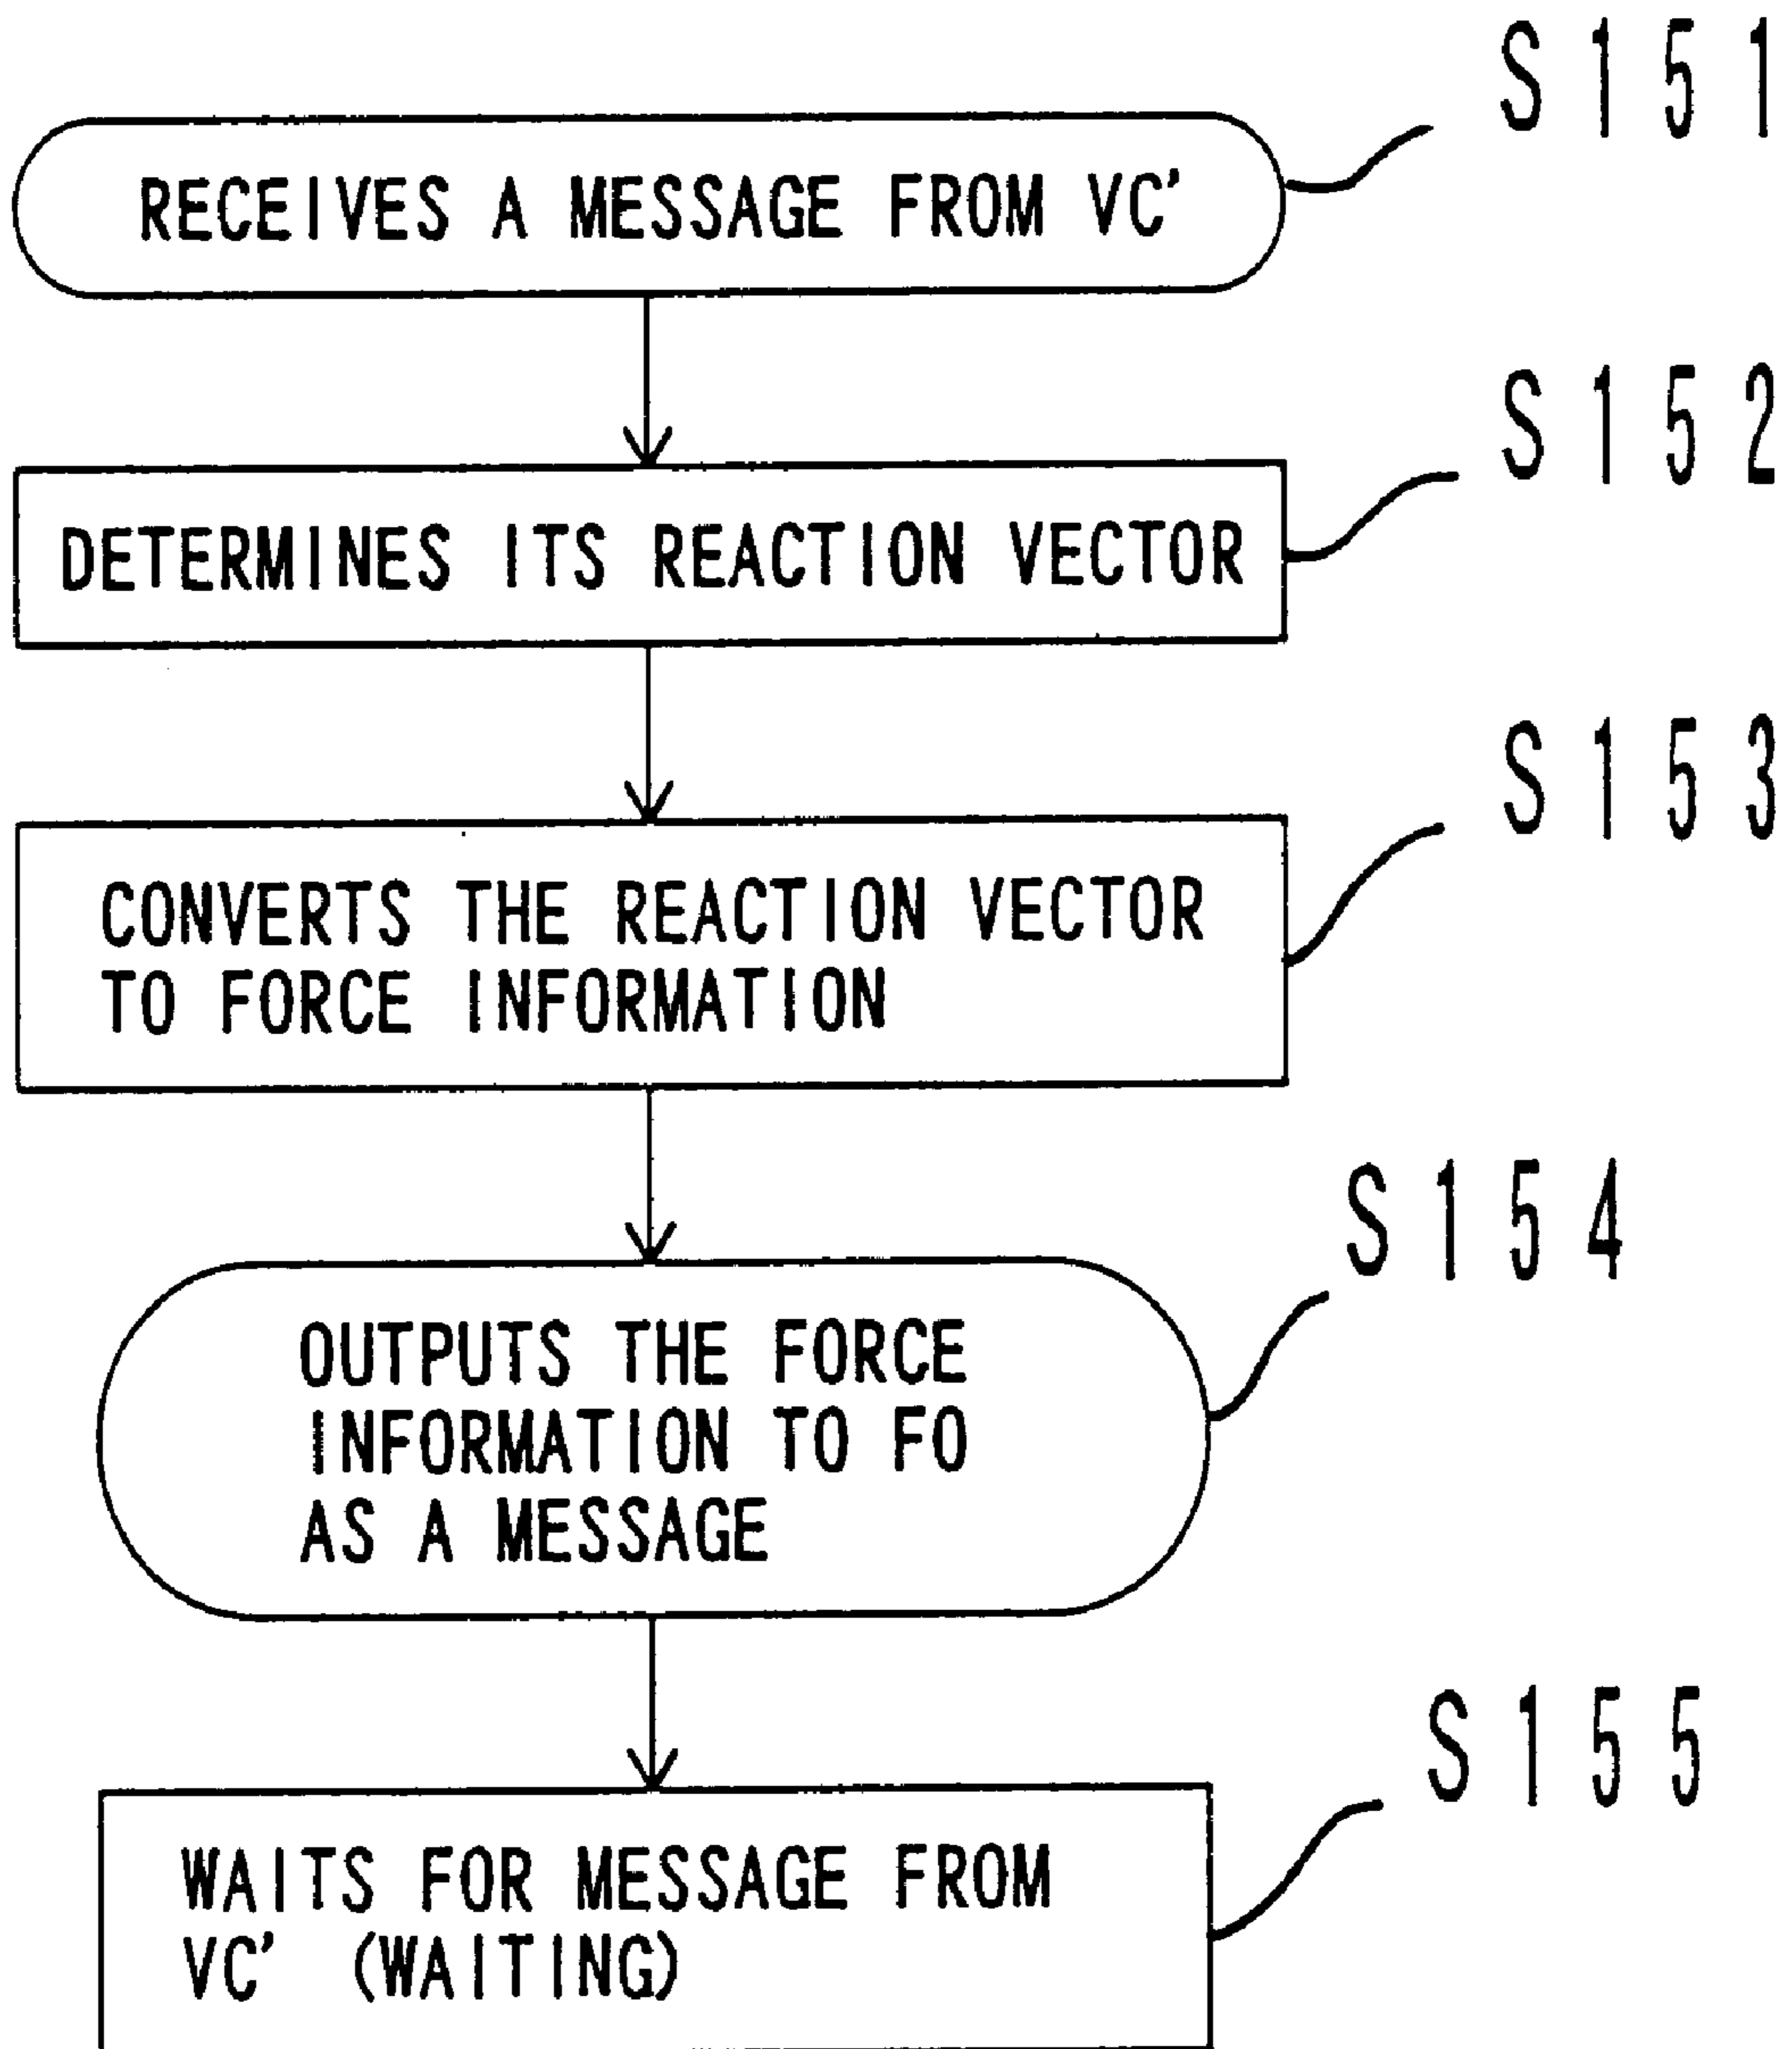 S151
RECEIVES A MESSAGE FROM VC'
S152
DETERMINES ITS REACTION VECTOR
S153
CONVERTS THE REACTION VECTOR
TO FORCE INFORMATION
S154
OUTPUTS THE FORCE
INFORMATION TO FO
AS A MESSAGE
S155
WAITS FOR MESSAGE FROM
VC' (WAITING)